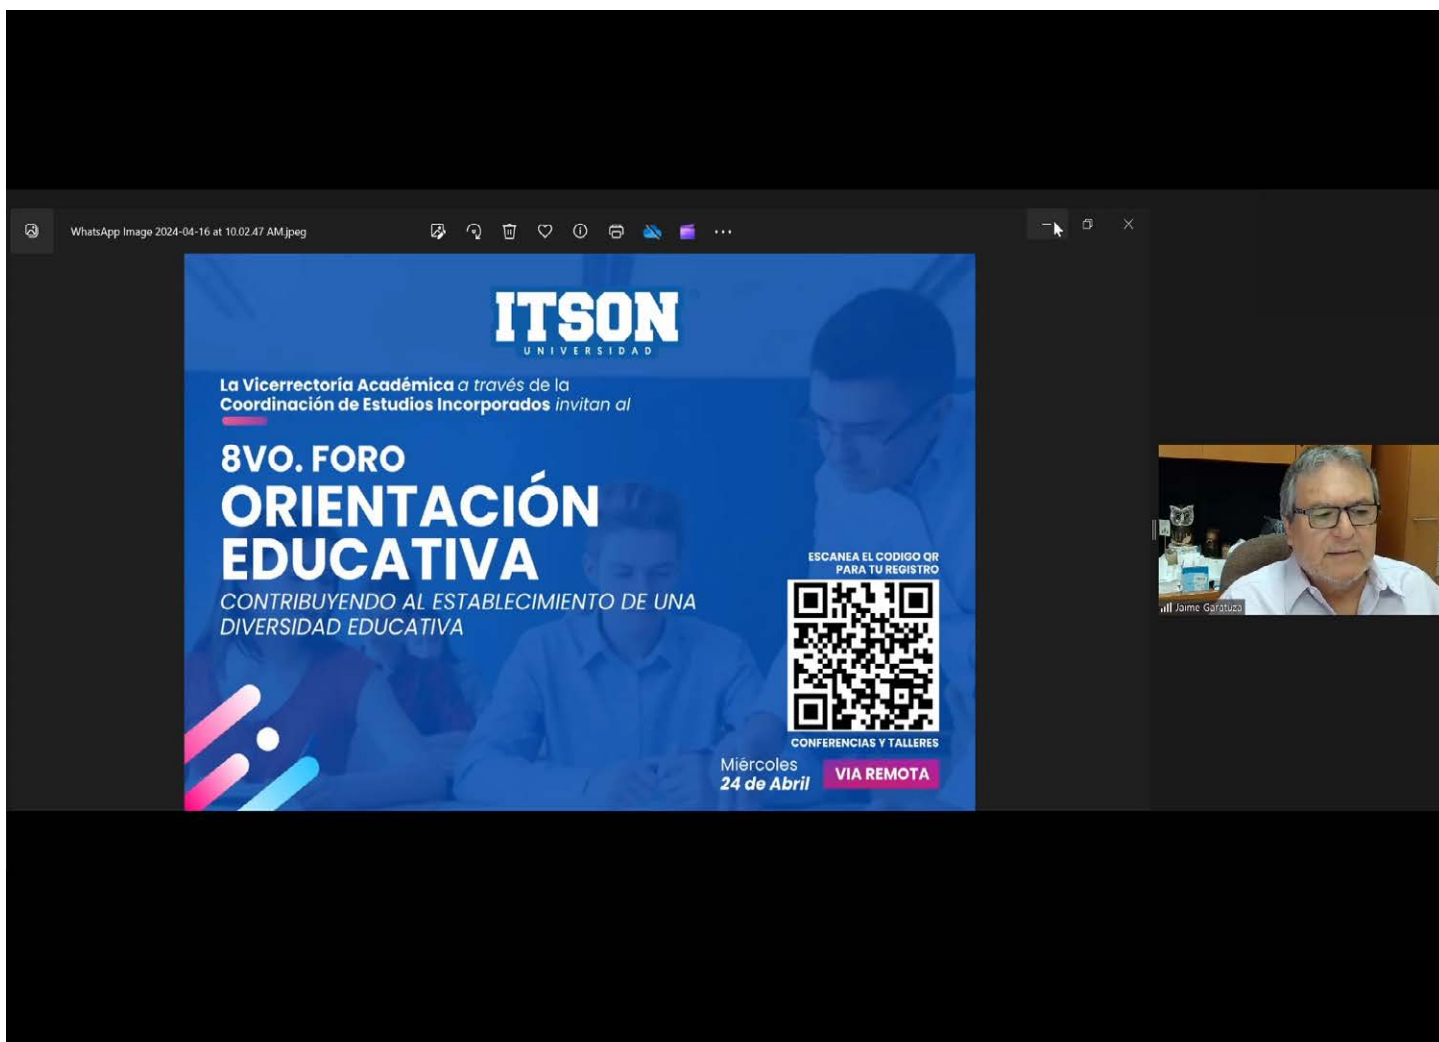 WhatsApp Image 2024-04-16 at 10.02.47 AM.jpeg
ITSON
UNIVERSIDAD
La Vicerrectoría Académica a través de la
Coordinación de Estudios Incorporados invitan al
8VO. FORO
ORIENTACIÓN
EDUCATIVA
CONTRIBUYENDO AL ESTABLECIMIENTO DE UNA
DIVERSIDAD EDUCATIVA
ESCANEA EL CODIGO QR
PARA TU REGISTRO
CONFERENCIAS Y TALLERES
Miércoles
24 de Abril
VIA REMOTA
Jaime Garatuza